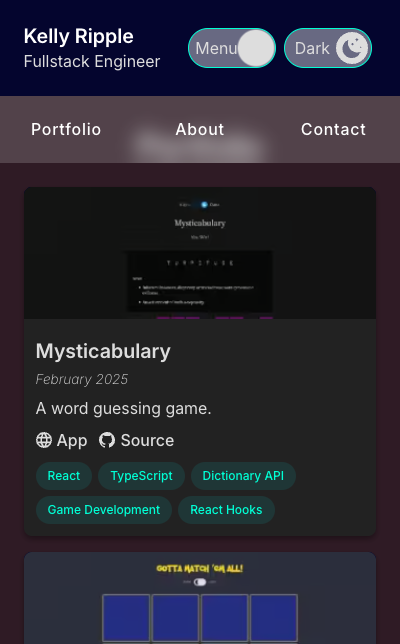 Kelly Ripple
Fullstack Engineer
Menu
Dark
Portfolio About Contact
Mysticabulary
TURPITUDE
Mysticabulary
February 2025
A word guessing game.
App Source
React TypeScript Dictionary API
Game Development React Hooks
GOTTA MATCH 'EM ALL!